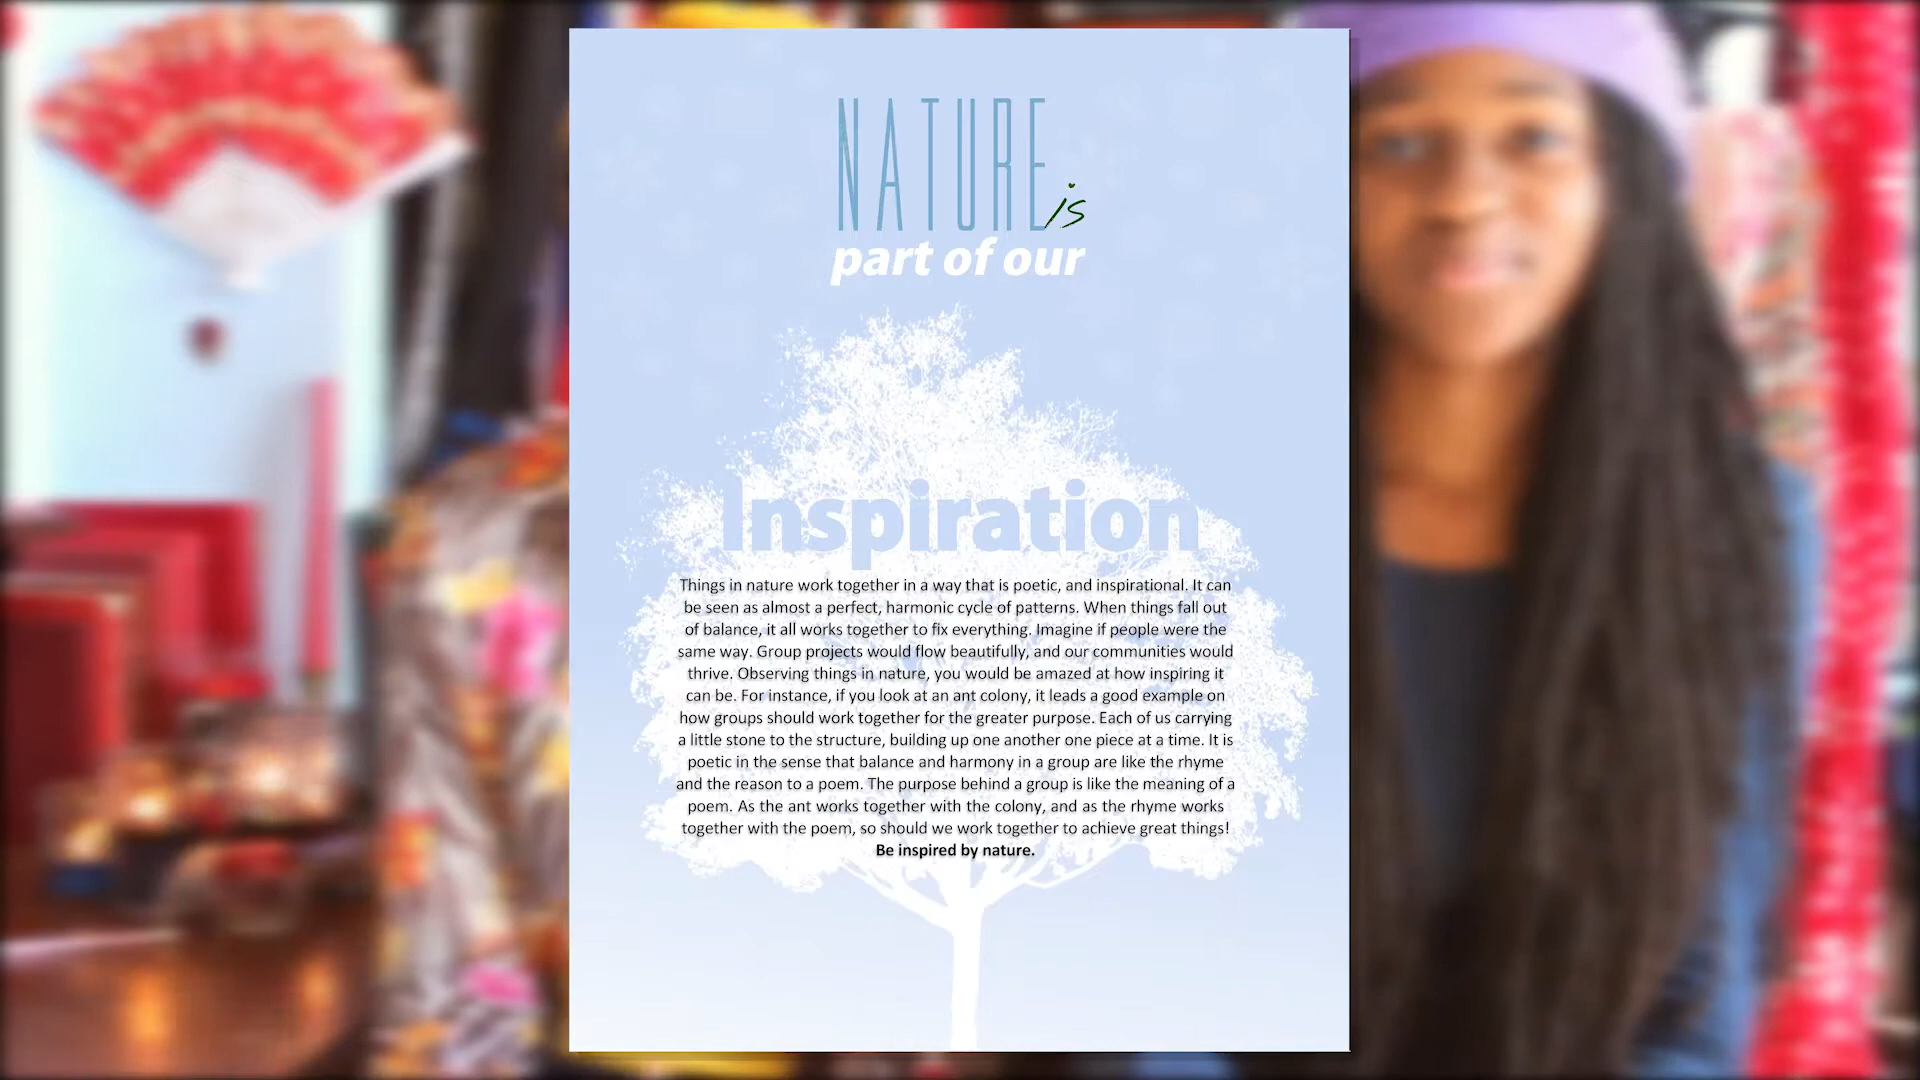 NATURE is
part of our
Inspiration
Things in nature work together in a way that is poetic, and inspirational. It can
be seen as almost a perfect, harmonic cycle of patterns. When things fall out
of balance, it all works together to fix everything. Imagine if people were the
same way. Group projects would flow beautifully, and our communities would
thrive. Observing things in nature, you would be amazed at how inspiring it
can be. For instance, if you look at an ant colony, it leads a good example on
how groups should work together for the greater purpose. Each of us carrying
a little stone to the structure, building up one another one piece at a time. It is
poetic in the sense that balance and harmony in a group are like the rhyme
and the reason to a poem. The purpose behind a group is like the meaning of a
poem. As the ant works together with the colony, and as the rhyme works
together with the poem, so should we work together to achieve great things!
Be inspired by nature.